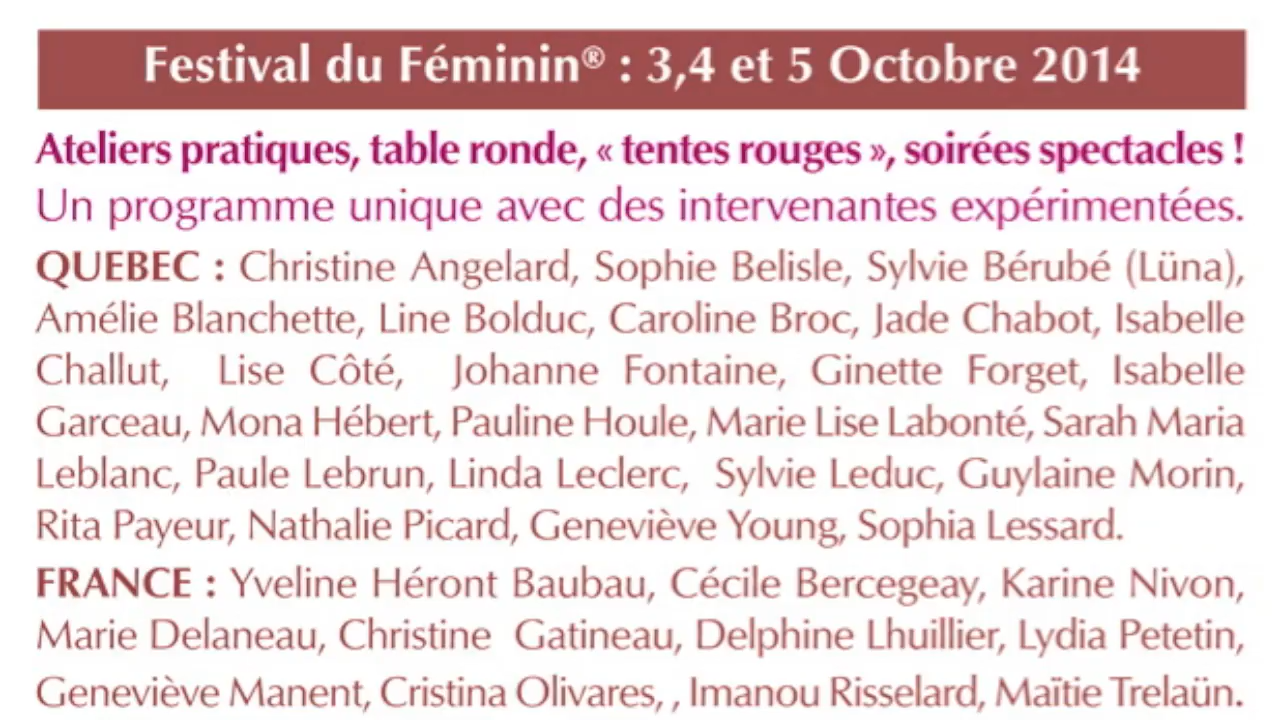 Festival du Féminin® : 3,4 et 5 Octobre 2014
Ateliers pratiques, table ronde, « tentes rouges », soirées spectacles !
Un programme unique avec des intervenantes expérimentées.
QUEBEC : Christine Angelard, Sophie Belisle, Sylvie Bérubé (Lüna),
Amélie Blanchette, Line Bolduc, Caroline Broc, Jade Chabot, Isabelle
Challut, Lise Côté, Johanne Fontaine, Ginette Forget, Isabelle
Garceau, Mona Hébert, Pauline Houle, Marie Lise Labonté, Sarah Maria
Leblanc, Paule Lebrun, Linda Leclerc, Sylvie Leduc, Guylaine Morin,
Rita Payeur, Nathalie Picard, Geneviève Young, Sophia Lessard.
FRANCE : Yveline Héront Baubau, Cécile Bercegeay, Karine Nivon,
Marie Delaneau, Christine Gatineau, Delphine Lhuillier, Lydia Petetin,
Geneviève Manent, Cristina Olivares, , Imanou Risselard, Maïtie Trelaün.